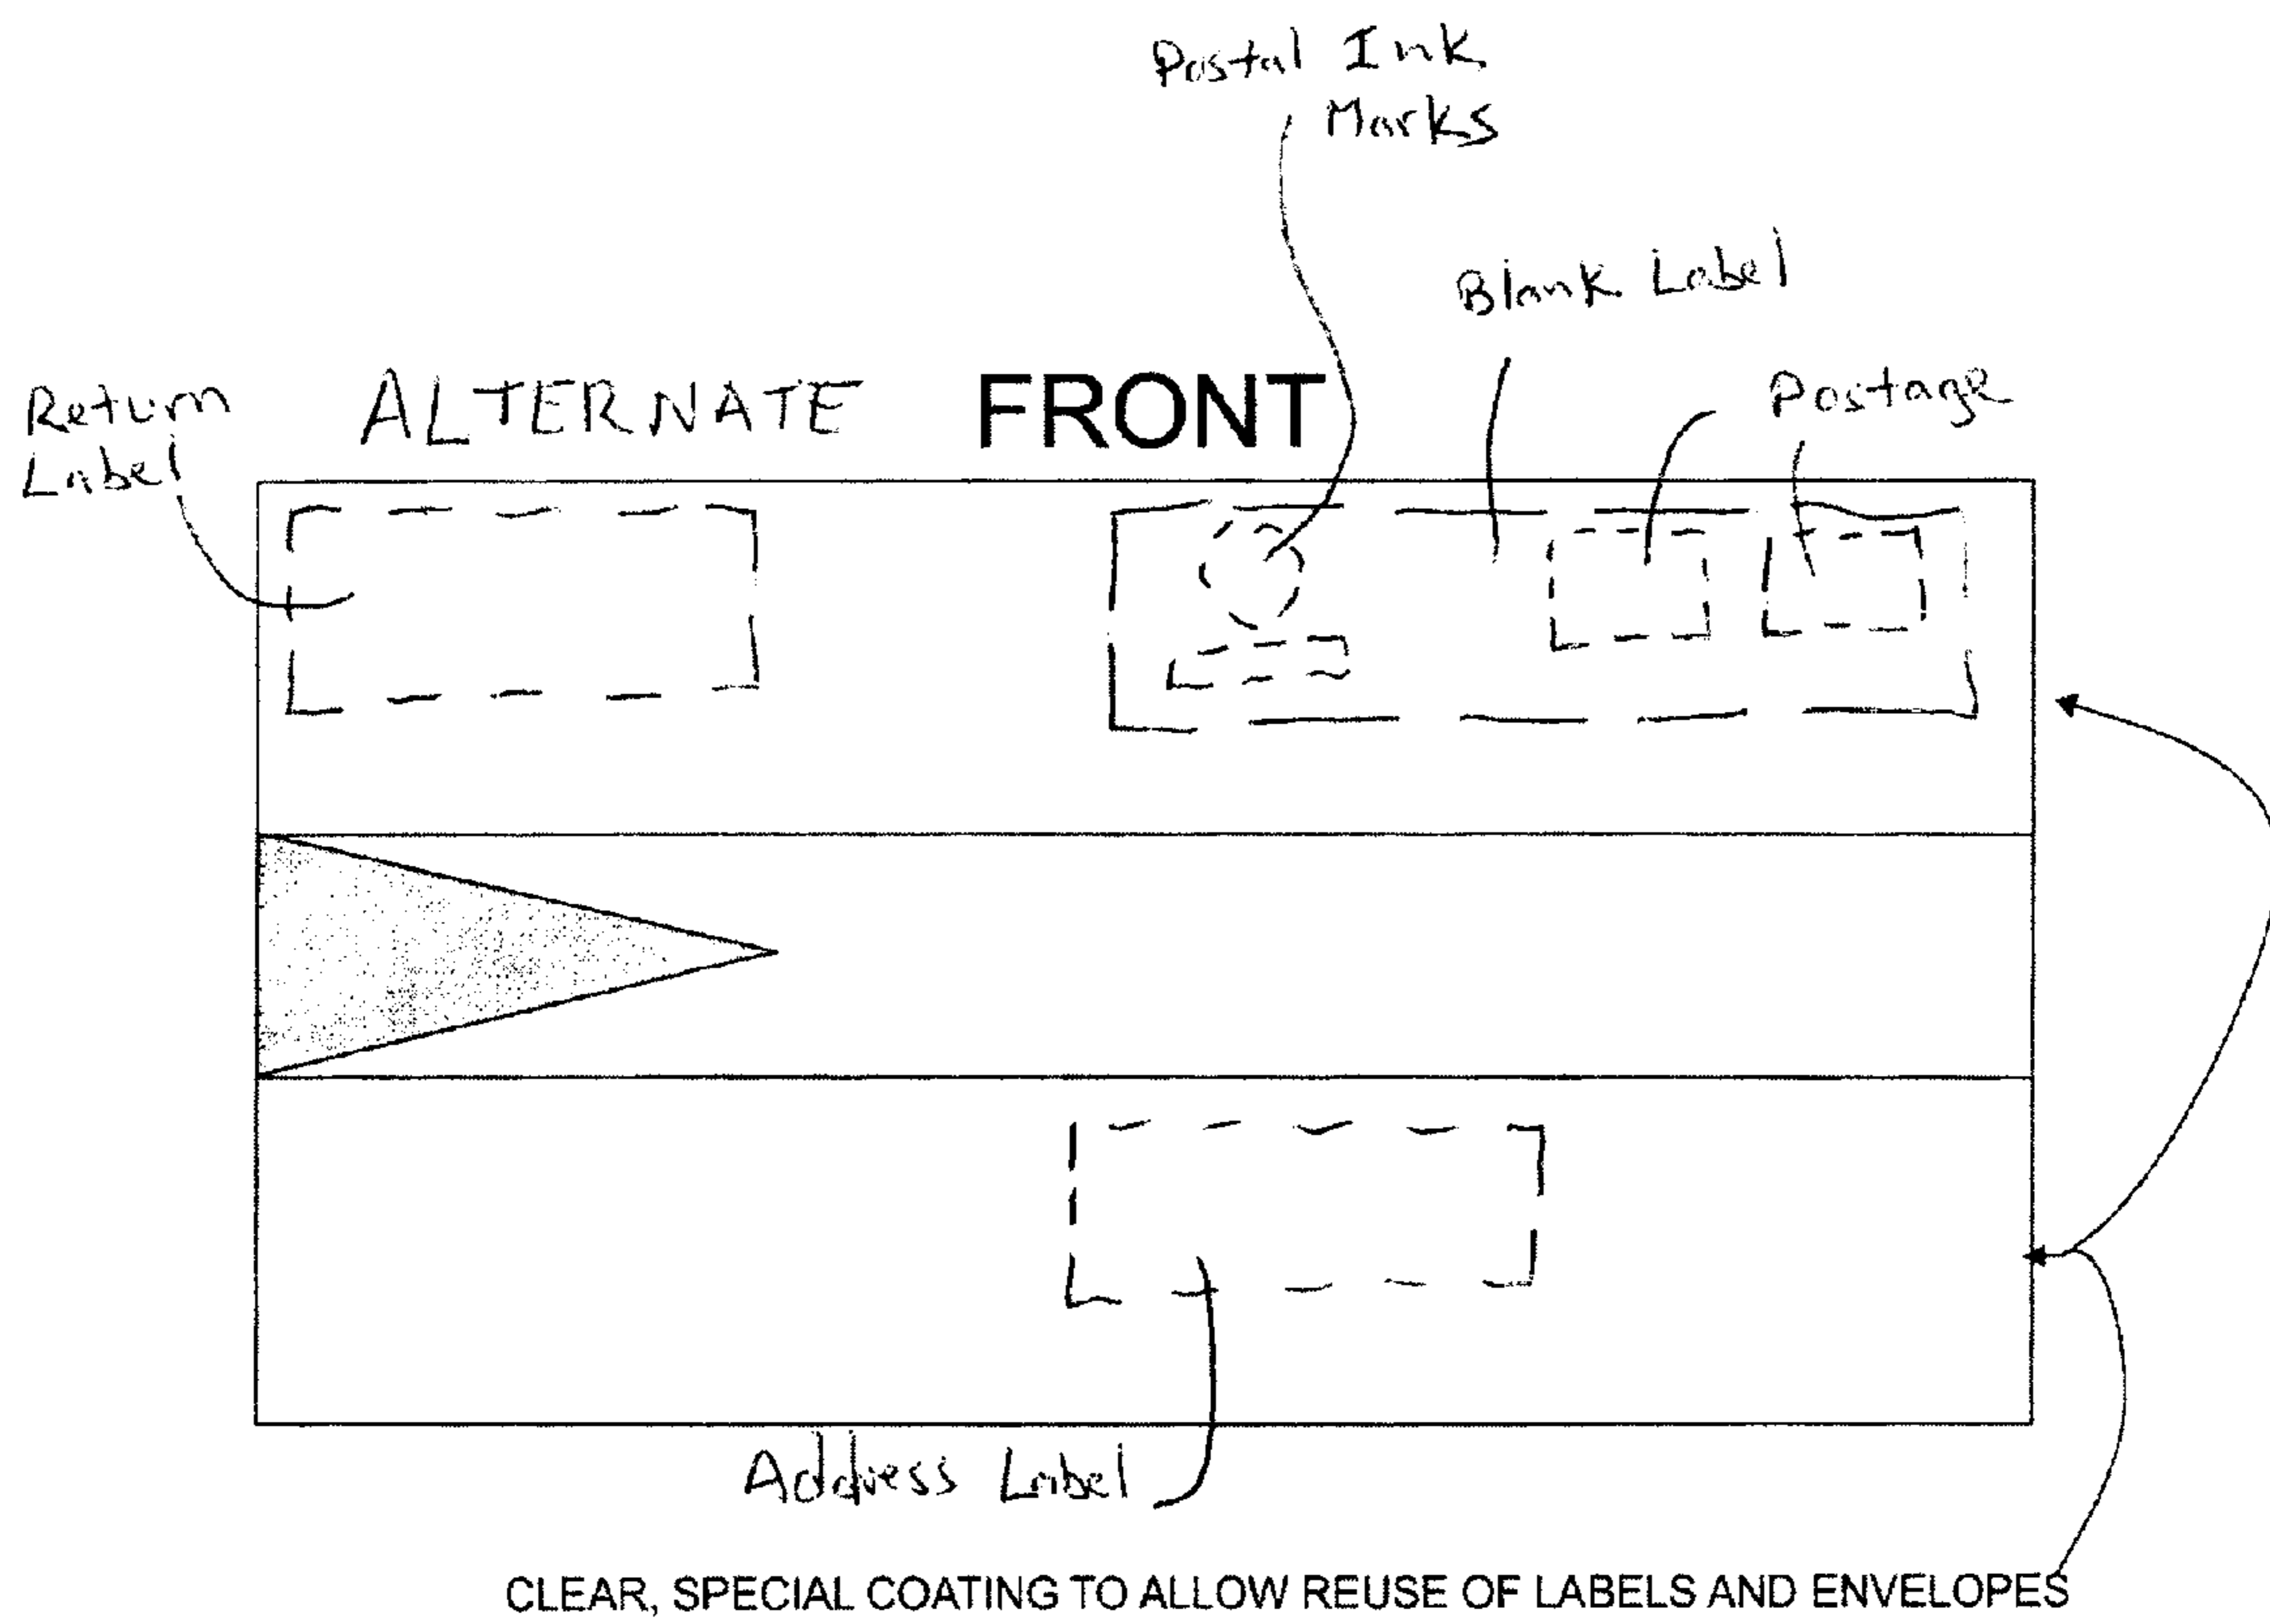 Postal Ink
Marks
Blank Label
Postage
Return
Label
ALTERNATE FRONT
Address Label
CLEAR, SPECIAL COATING TO ALLOW REUSE OF LABELS AND ENVELOPES